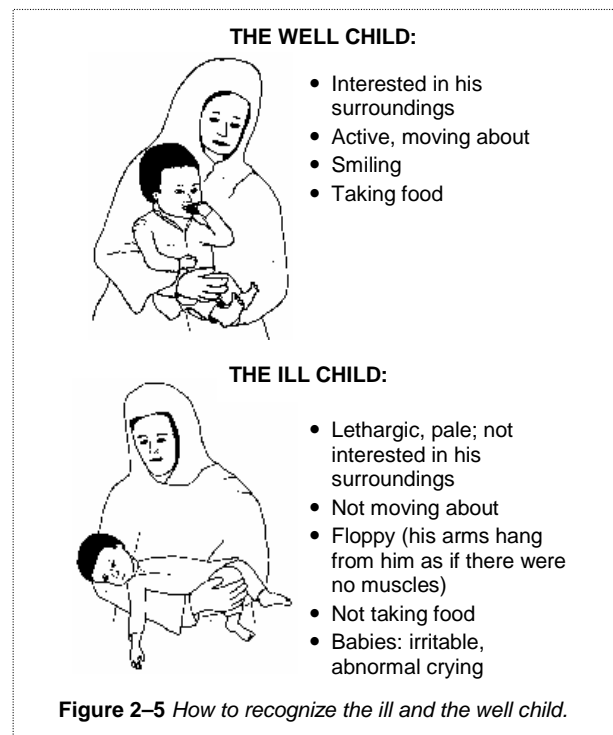 THE WELL CHILD:
• Interested in his
surroundings
• Active, moving about
• Smiling
• Taking food
THE ILL CHILD:
• Lethargic, pale; not
interested in his
surroundings
• Not moving about
• Floppy (his arms hang
from him as if there were
no muscles)
• Not taking food
• Babies: irritable,
abnormal crying
Figure 2–5 How to recognize the ill and the well child.